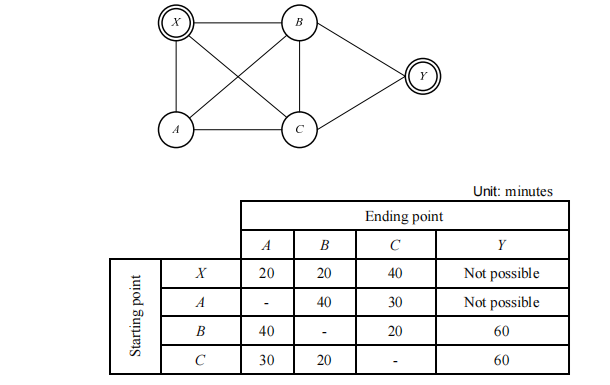 X
B
Y
A
C
Unit: minutes
Ending point
A B C Y
Starting point
X 20 20 40 Not possible
A - 40 30 Not possible
B 40 - 20 60
C 30 20 - 60